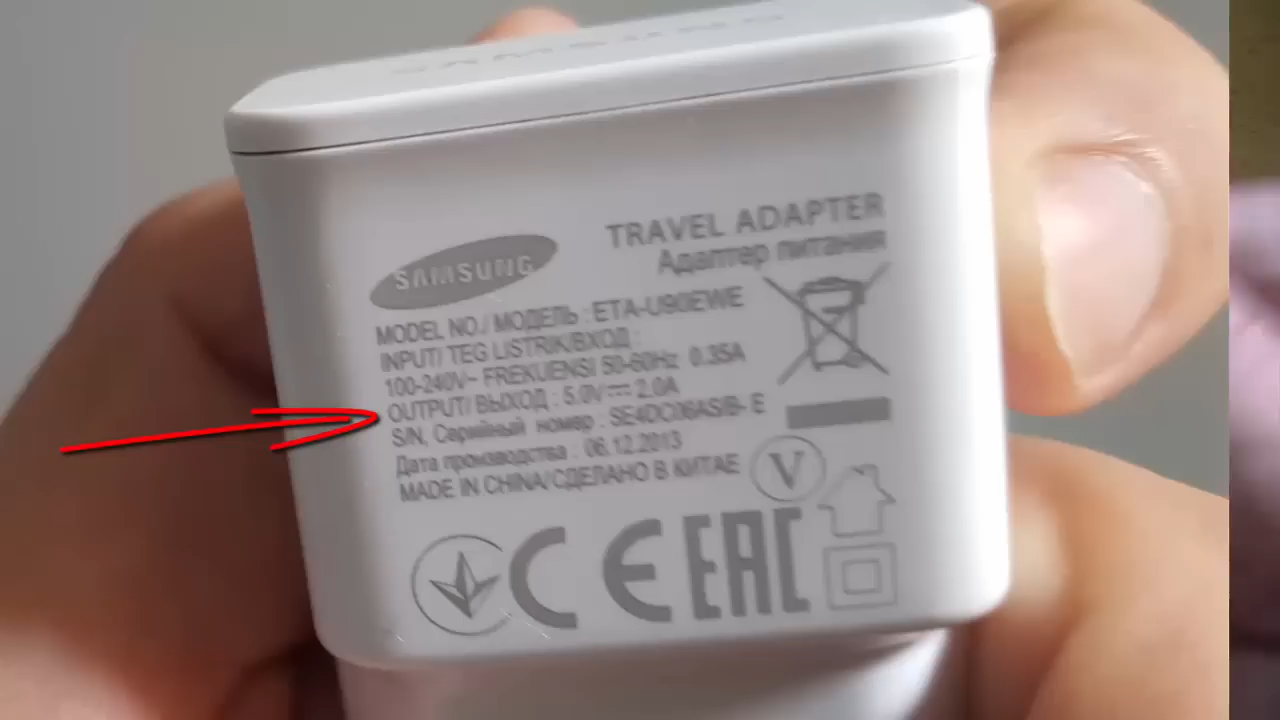 SAMSUNG
TRAVEL ADAPTER
Адаптер питания
SAMSUNG
MODEL NO./ МОДЕЛЬ : ETA-U90EWE
INPUT/ TEG LISTRIK/ВХОД :
100-240V~ FREKUENSI 50-60Hz 0.35A
OUTPUT/ ВЫХОД : 5.0V⎓ 2.0A
S/N, Серийный номер : SE4DC06AS/B- E
Дата производства : 06.12.2013
MADE IN CHINA/СДЕЛАНО В КИТАЕ
V
CE EAC